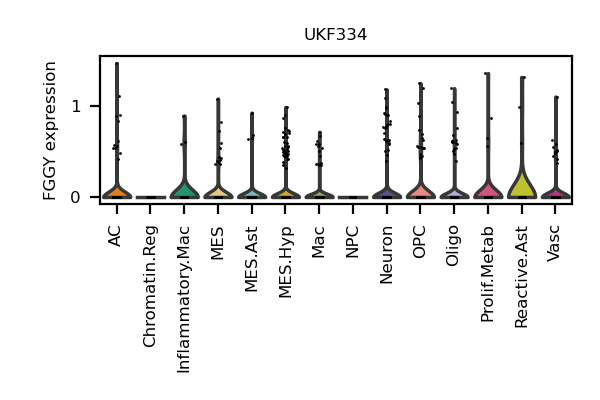 UKF334
FGGY expression
1
0
AC
Chromatin.Reg
Inflammatory.Mac
MES
MES.Ast
MES.Hyp
Mac
NPC
Neuron
OPC
Oligo
Prolif.Metab
Reactive.Ast
Vasc